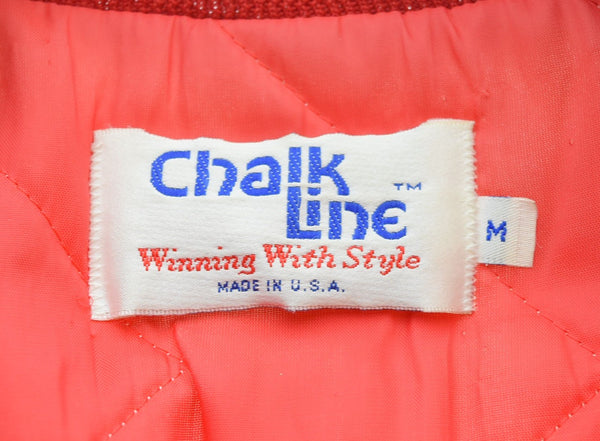 Chalk
Line™
Winning With Style
MADE IN U.S.A.
M